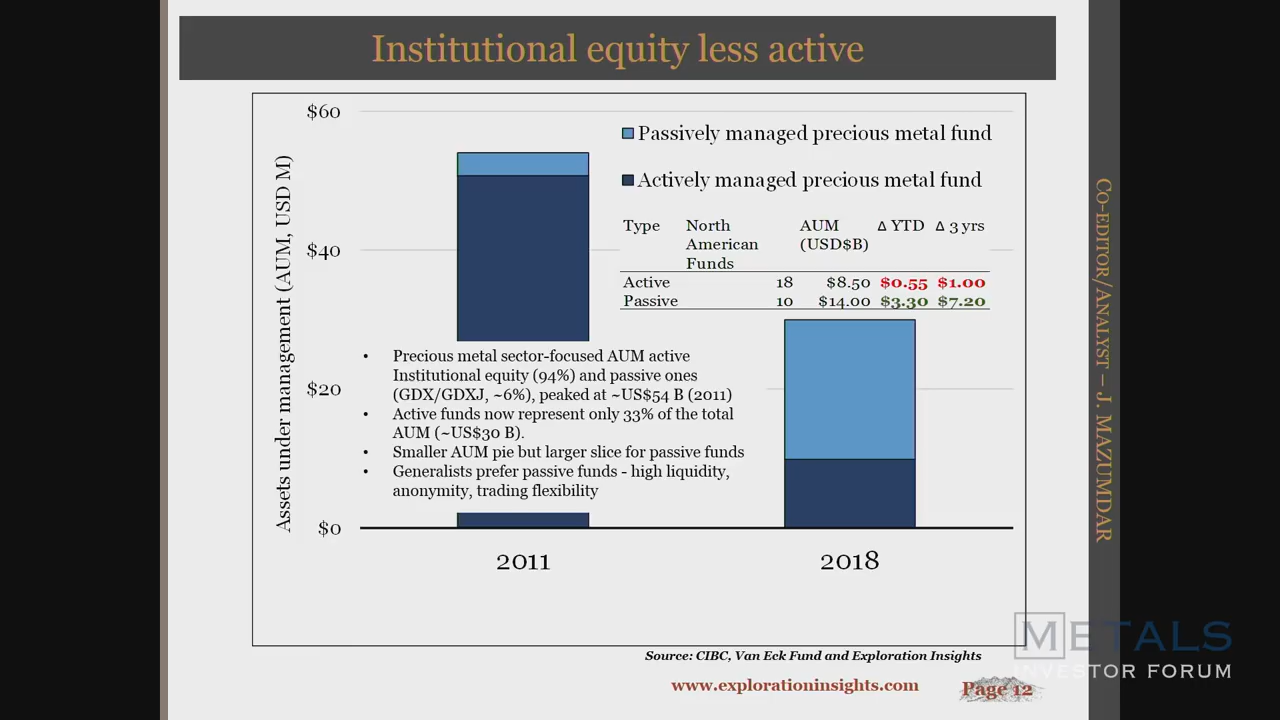 Institutional equity less active
$60
$40
$20
$0
Assets under management (AUM, USD M)
Passively managed precious metal fund
Actively managed precious metal fund
Type North American Funds AUM (USD$B) Δ YTD Δ 3 yrs
Active 18 $8.50 $0.55 $1.00
Passive 10 $14.00 $3.30 $7.20
• Precious metal sector-focused AUM active
Institutional equity (94%) and passive ones
(GDX/GDXJ, ~6%), peaked at ~US$54 B (2011)
• Active funds now represent only 33% of the total
AUM (~US$30 B).
• Smaller AUM pie but larger slice for passive funds
• Generalists prefer passive funds - high liquidity,
anonymity, trading flexibility
2011
2018
Source: CIBC, Van Eck Fund and Exploration Insights
www.explorationinsights.com
Page 12
Co-editor/Analyst – J. Mazumdar
METALS
INVESTOR FORUM